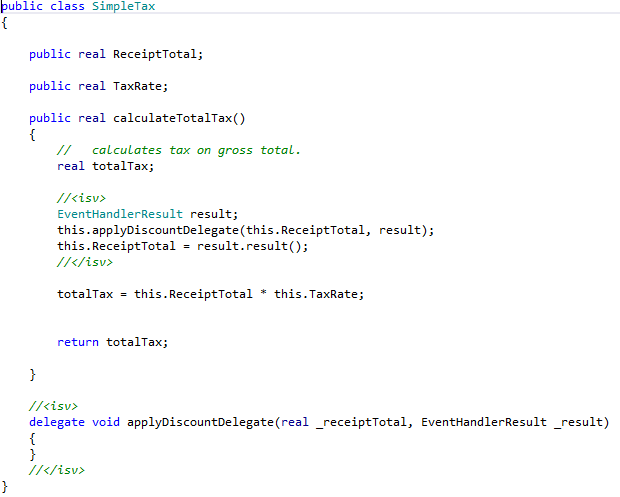 public class SimpleTax
{
public real ReceiptTotal;
public real TaxRate;
public real calculateTotalTax()
{
//   calculates tax on gross total.
real totalTax;
//<isv>
EventHandlerResult result;
this.applyDiscountDelegate(this.ReceiptTotal, result);
this.ReceiptTotal = result.result();
//</isv>
totalTax = this.ReceiptTotal * this.TaxRate;
return totalTax;
}
//<isv>
delegate void applyDiscountDelegate(real _receiptTotal, EventHandlerResult _result)
{
}
//</isv>
}